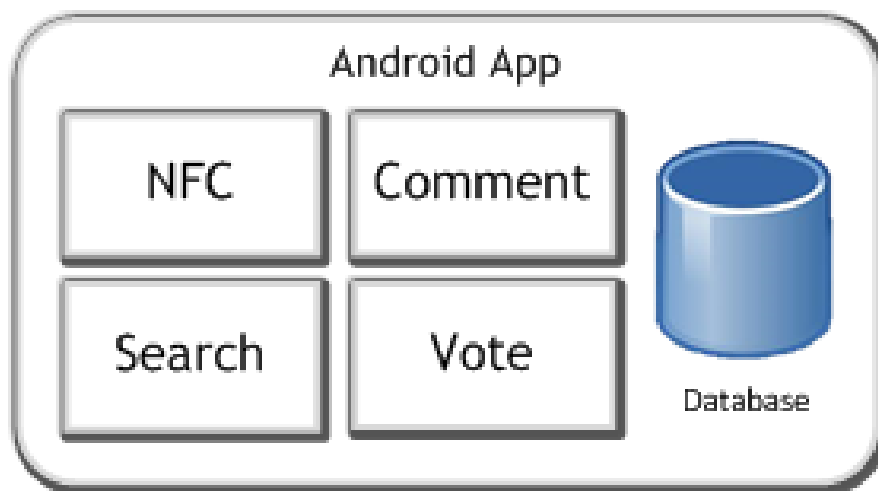 Android App
NFC
Comment
Search
Vote
Database